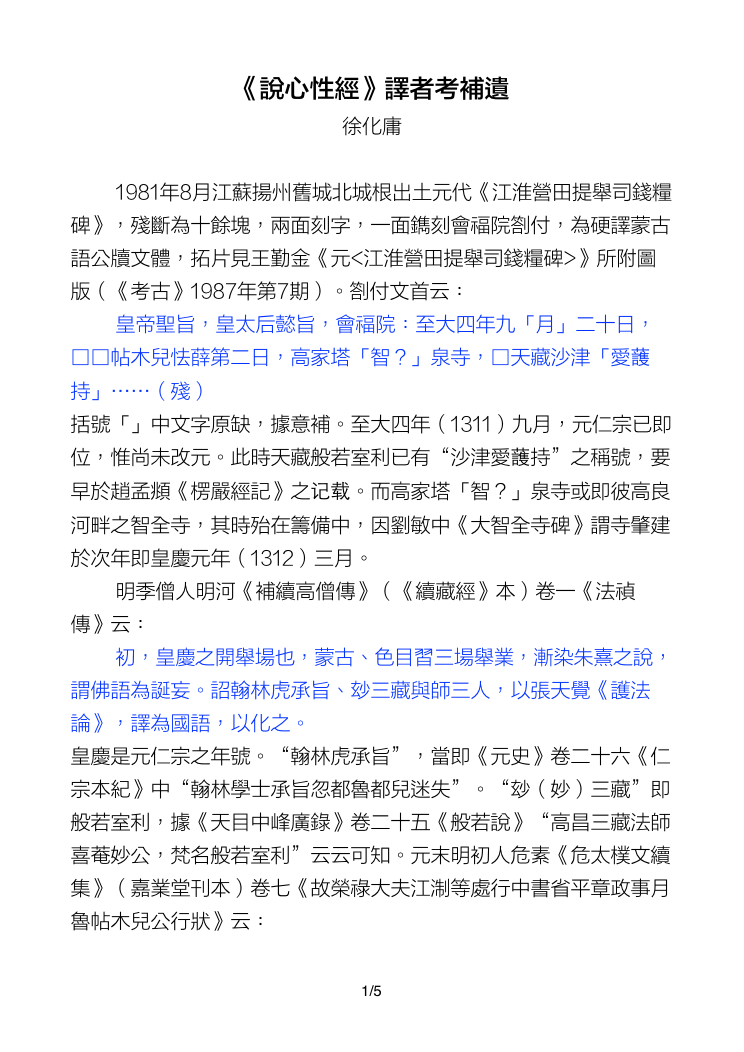 《說心性經》譯者考補遺
徐化庸
1981年8月江蘇揚州舊城北城根出土元代《江淮營田提舉司錢糧
碑》，殘斷為十餘塊，兩面刻字，一面鐫刻會福院劄付，為硬譯蒙古
語公牘文體，拓片見王勤金《元<江淮營田提舉司錢糧碑>》所附圖
版（《考古》1987年第7期）。劄付文首云：
皇帝聖旨，皇太后懿旨，會福院：至大四年九「月」二十日，
□□帖木兒怯薛第二日，高家塔「智？」泉寺，□天藏沙津「愛護
持」⋯⋯（殘）
括號「」中文字原缺，據意補。至大四年（1311）九月，元仁宗已即
位，惟尚未改元。此時天藏般若室利已有“沙津愛護持”之稱號，要
早於趙孟頫《楞嚴經記》之记载。而高家塔「智？」泉寺或即彼高良
河畔之智全寺，其時殆在籌備中，因劉敏中《大智全寺碑》謂寺肇建
於次年即皇慶元年（1312）三月。
明季僧人明河《補續高僧傳》（《續藏經》本）卷一《法禎
傳》云：
初，皇慶之開舉場也，蒙古、色目習三場舉業，漸染朱熹之說，
謂佛語為誕妄。詔翰林虎承旨、玅三藏與師三人，以張天覺《護法
論》，譯為國語，以化之。
皇慶是元仁宗之年號。“翰林虎承旨”，當即《元史》卷二十六《仁
宗本紀》中“翰林學士承旨忽都魯都兒迷失”。“玅（妙）三藏”即
般若室利，據《天目中峰廣錄》卷二十五《般若說》“高昌三藏法師
喜菴妙公，梵名般若室利”云云可知。元末明初人危素《危太樸文續
集》（嘉業堂刊本）卷七《故榮祿大夫江淛等處行中書省平章政事月
魯帖木兒公行狀》云：
1/5